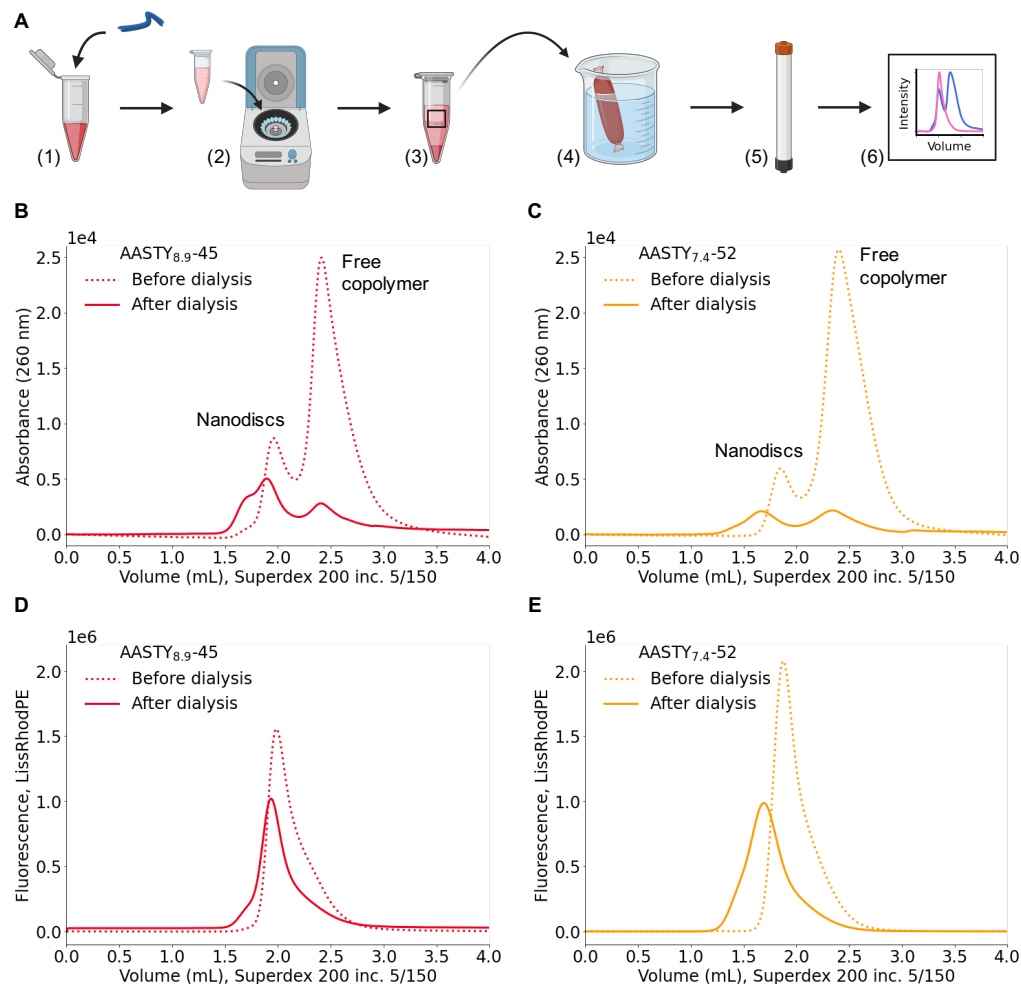 A
(1)
(2)
(3)
(4)
(5)
(6)
Intensity
Volume
B
1e4
AASTY8.9-45
Before dialysis
After dialysis
Free
copolymer
Nanodiscs
Absorbance (260 nm)
2.5
2.0
1.5
1.0
0.5
0.0
0.0 0.5 1.0 1.5 2.0 2.5 3.0 3.5 4.0
Volume (mL), Superdex 200 inc. 5/150
C
1e4
AASTY7.4-52
Before dialysis
After dialysis
Free
copolymer
Nanodiscs
Absorbance (260 nm)
2.5
2.0
1.5
1.0
0.5
0.0
0.0 0.5 1.0 1.5 2.0 2.5 3.0 3.5 4.0
Volume (mL), Superdex 200 inc. 5/150
D
1e6
AASTY8.9-45
Before dialysis
After dialysis
Fluorescence, LissRhodPE
2.0
1.5
1.0
0.5
0.0
0.0 0.5 1.0 1.5 2.0 2.5 3.0 3.5 4.0
Volume (mL), Superdex 200 inc. 5/150
E
1e6
AASTY7.4-52
Before dialysis
After dialysis
Fluorescence, LissRhodPE
2.0
1.5
1.0
0.5
0.0
0.0 0.5 1.0 1.5 2.0 2.5 3.0 3.5 4.0
Volume (mL), Superdex 200 inc. 5/150